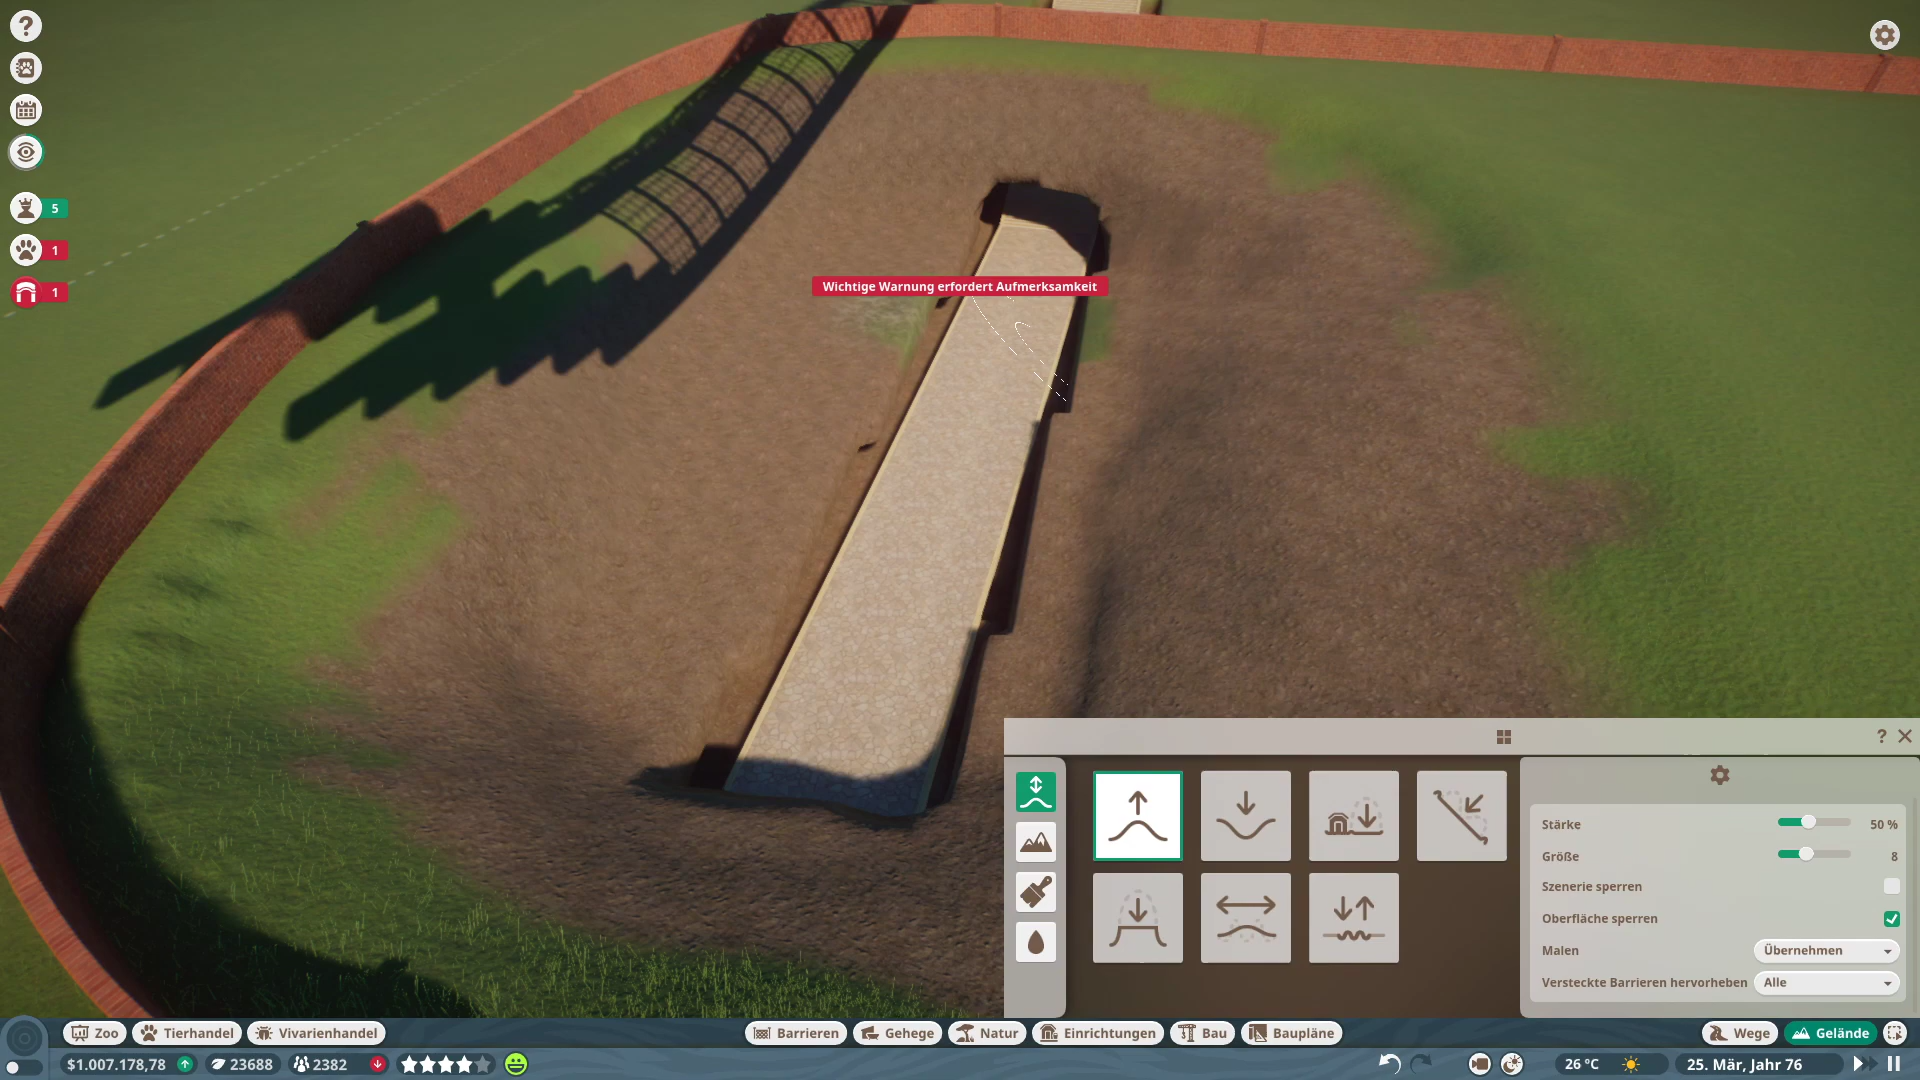 5
1
1
Wichtige Warnung erfordert Aufmerksamkeit
?
Stärke 50 %
Größe 8
Szenerie sperren
Oberfläche sperren
Malen Übernehmen
Versteckte Barrieren hervorheben Alle
Zoo Tierhandel Vivarienhandel Barrieren Gehege Natur Einrichtungen Bau Baupläne Wege Gelände
$1.007.178,78 23688 2382 26 °C 25. Mär, Jahr 76